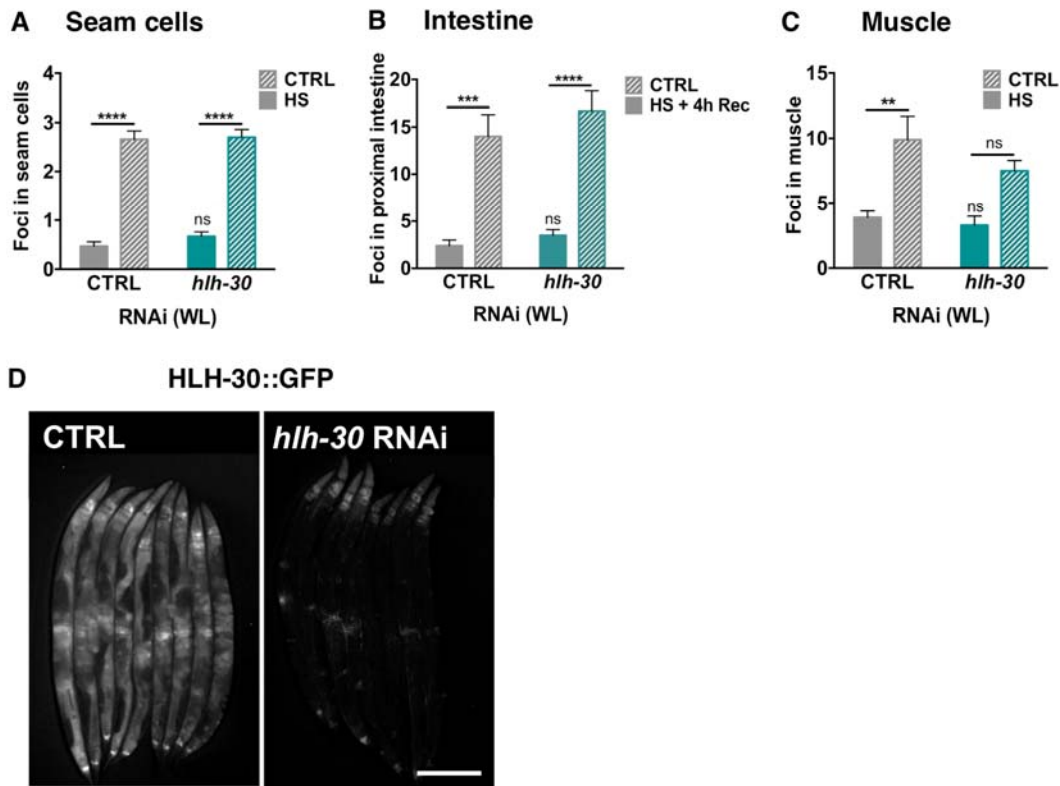 A Seam cells
Foci in seam cells
4
3
2
1
0
****
****
ns
CTRL
HS
CTRL hlh-30
RNAi (WL)
B Intestine
Foci in proximal intestine
20
15
10
5
0
***
****
ns
CTRL
HS + 4h Rec
CTRL hlh-30
RNAi (WL)
C Muscle
Foci in muscle
15
10
5
0
**
ns
ns
CTRL
HS
CTRL hlh-30
RNAi (WL)
D HLH-30::GFP
CTRL
hlh-30 RNAi